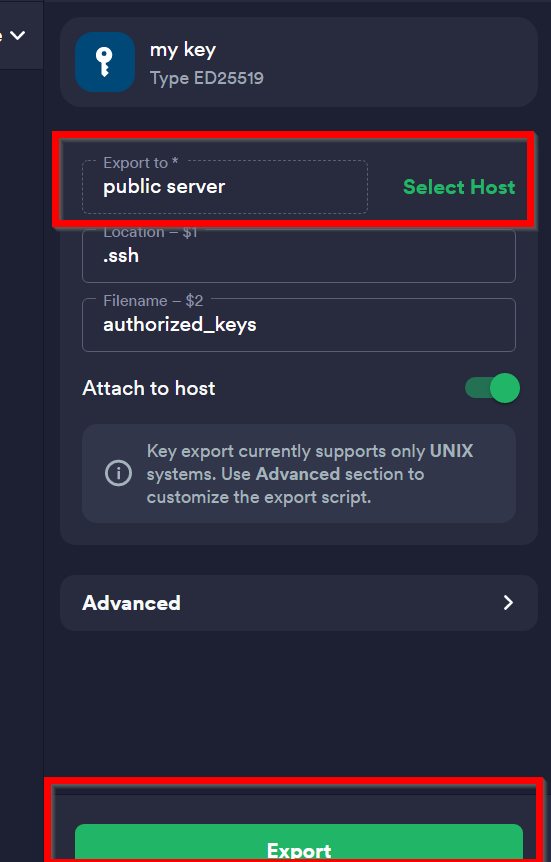 e
my key
Type ED25519
Export to *
public server
Select Host
Location – $1
.ssh
Filename – $2
authorized_keys
Attach to host
Key export currently supports only UNIX
systems. Use Advanced section to
customize the export script.
Advanced
Export